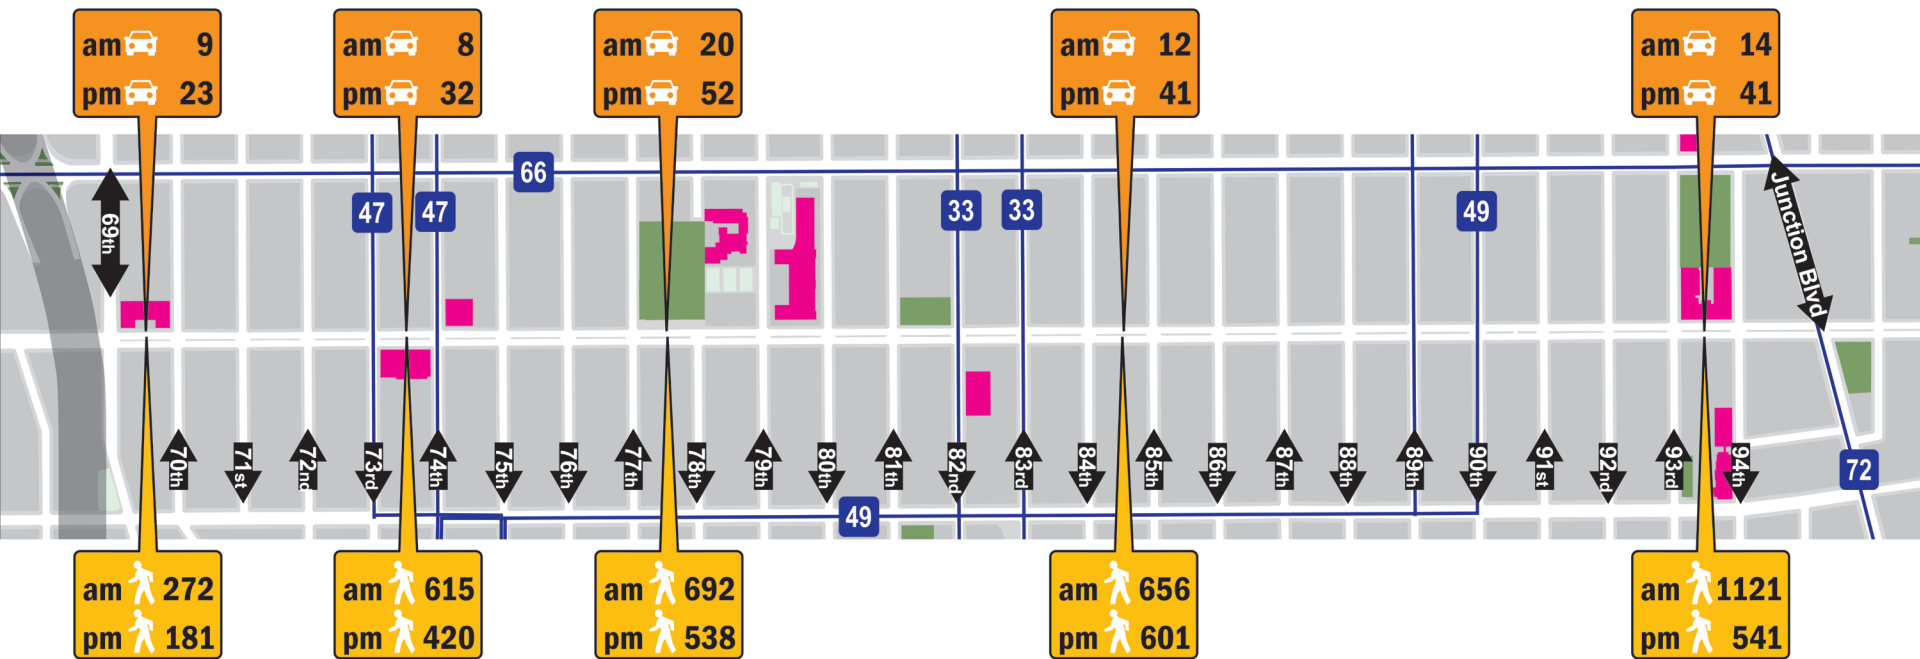 am 9
pm 23
am 8
pm 32
am 20
pm 52
am 12
pm 41
am 14
pm 41
66
47
47
33
33
49
69th
Junction Blvd
70th
71st
72nd
73rd
74th
75th
76th
77th
78th
79th
80th
81th
82nd
83rd
84th
85th
86th
87th
88th
89th
90th
91st
92nd
93rd
94th
72
49
am 272
pm 181
am 615
pm 420
am 692
pm 538
am 656
pm 601
am 1121
pm 541